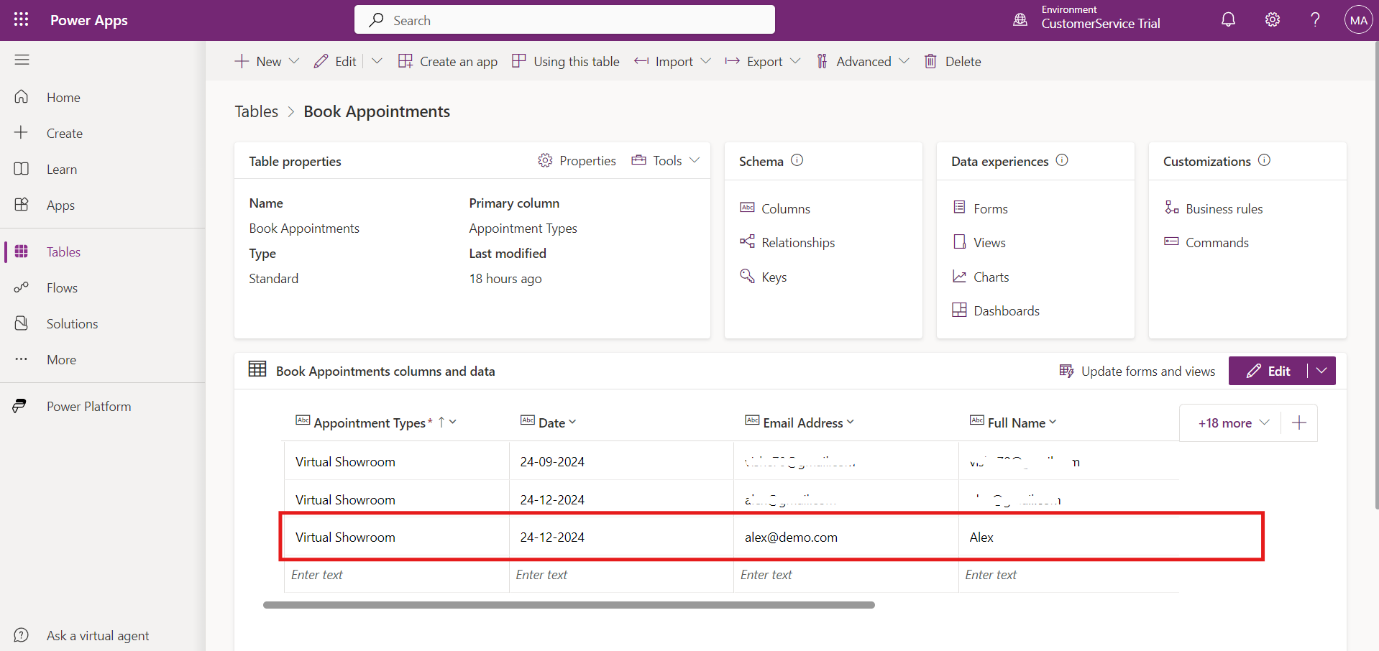 Power Apps
Search
Environment
CustomerService Trial
MA
New
Edit
Create an app
Using this table
Import
Export
Advanced
Delete
Home
Create
Learn
Apps
Tables
Flows
Solutions
More
Power Platform
Ask a virtual agent
Tables > Book Appointments
Table properties
Properties
Tools
Name
Book Appointments
Primary column
Appointment Types
Type
Standard
Last modified
18 hours ago
Schema
Columns
Relationships
Keys
Data experiences
Forms
Views
Charts
Dashboards
Customizations
Business rules
Commands
Book Appointments columns and data
Update forms and views
Edit
Abc Appointment Types* ↑ Abc Date Abc Email Address Abc Full Name +18 more
Virtual Showroom 24-09-2024
Virtual Showroom 24-12-2024
Virtual Showroom 24-12-2024 alex@demo.com Alex
Enter text Enter text Enter text Enter text